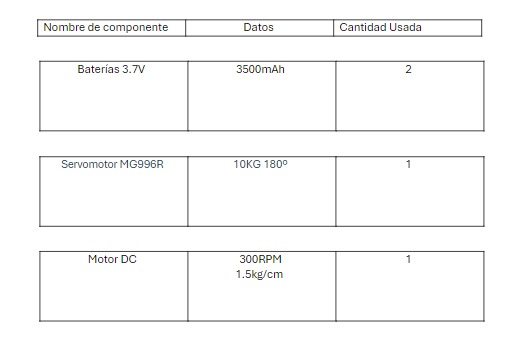 Nombre de componente Datos Cantidad Usada
Baterías 3.7V 3500mAh 2
Servomotor MG996R 10KG 180º 1
Motor DC 300RPM 1
1.5kg/cm